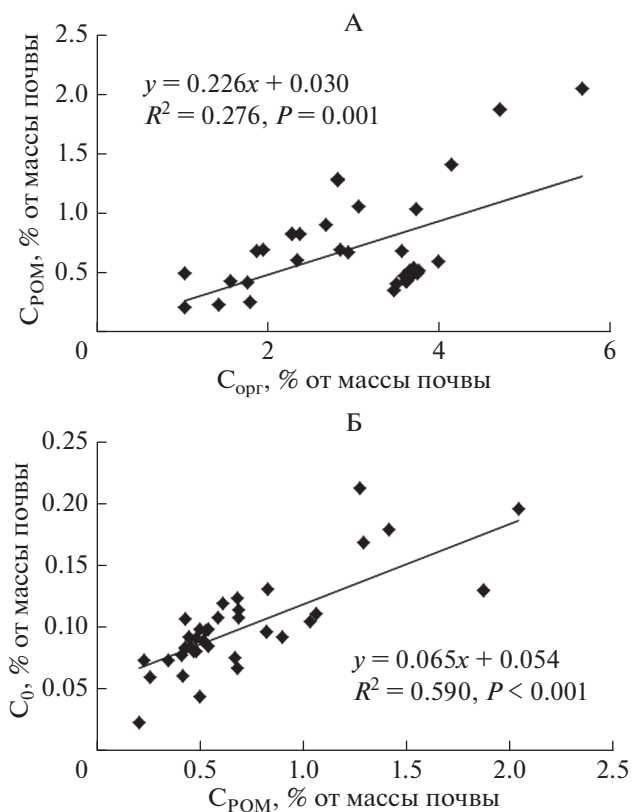 А
2.5
y = 0.226x + 0.030
2.0
R² = 0.276, P = 0.001
1.5
1.0
0.5
0
2
4
6
C_РОМ, % от массы почвы
C_орг, % от массы почвы
Б
0.25
0.20
0.15
0.10
0.05
y = 0.065x + 0.054
R² = 0.590, P < 0.001
0
0.5
1.0
1.5
2.0
2.5
C_0, % от массы почвы
C_РОМ, % от массы почвы